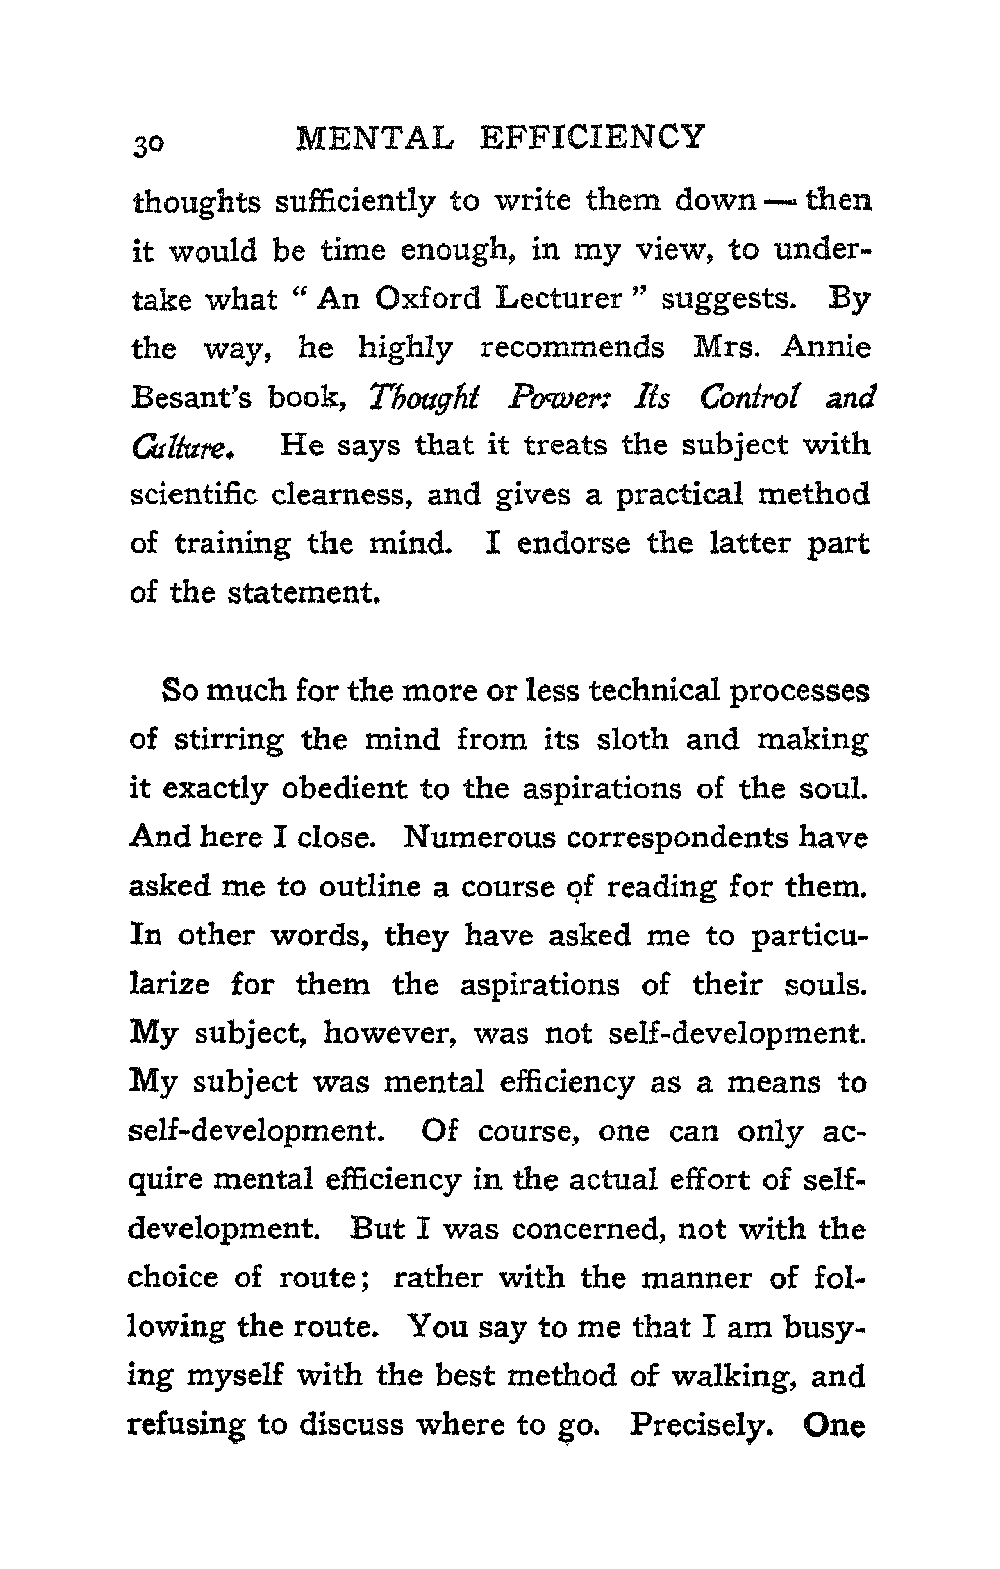 30 MENTAL EFFICIENCY
thoughts sufficiently to write them down — then
it would be time enough, in my view, to under-
take what “ An Oxford Lecturer ” suggests. By
the way, he highly recommends Mrs. Annie
Besant’s book, Thought Power: Its Control and
Culture. He says that it treats the subject with
scientific clearness, and gives a practical method
of training the mind. I endorse the latter part
of the statement.
So much for the more or less technical processes
of stirring the mind from its sloth and making
it exactly obedient to the aspirations of the soul.
And here I close. Numerous correspondents have
asked me to outline a course of reading for them.
In other words, they have asked me to particu-
larize for them the aspirations of their souls.
My subject, however, was not self-development.
My subject was mental efficiency as a means to
self-development. Of course, one can only ac-
quire mental efficiency in the actual effort of self-
development. But I was concerned, not with the
choice of route; rather with the manner of fol-
lowing the route. You say to me that I am busy-
ing myself with the best method of walking, and
refusing to discuss where to go. Precisely. One